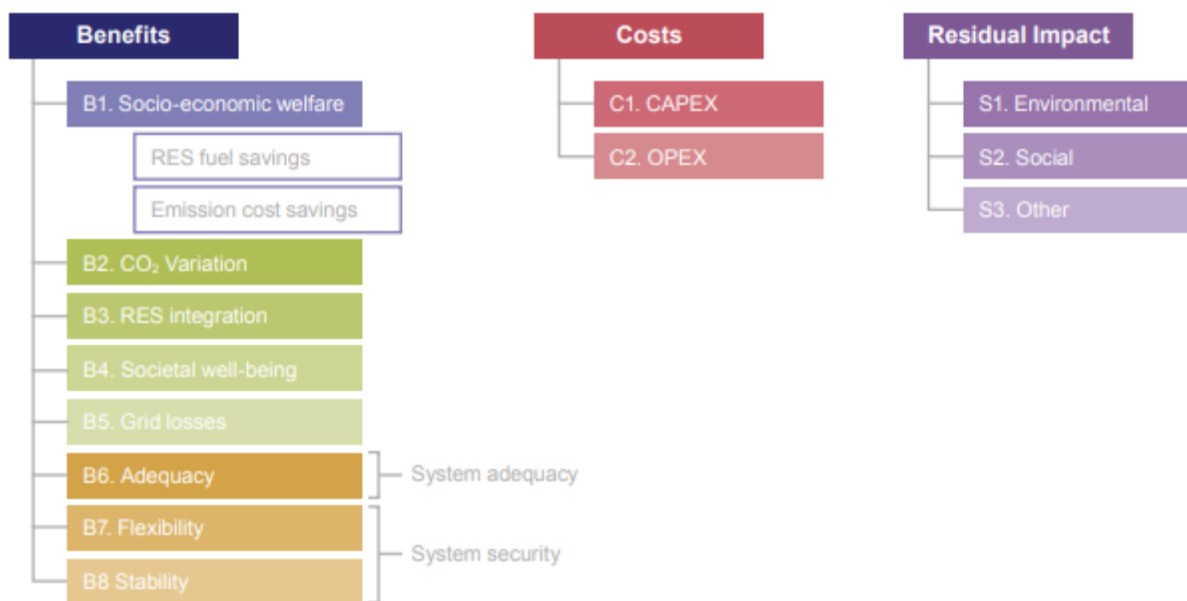 Benefits
B1. Socio-economic welfare
RES fuel savings
Emission cost savings
B2. CO₂ Variation
B3. RES integration
B4. Societal well-being
B5. Grid losses
B6. Adequacy
System adequacy
B7. Flexibility
B8 Stability
System security
Costs
C1. CAPEX
C2. OPEX
Residual Impact
S1. Environmental
S2. Social
S3. Other